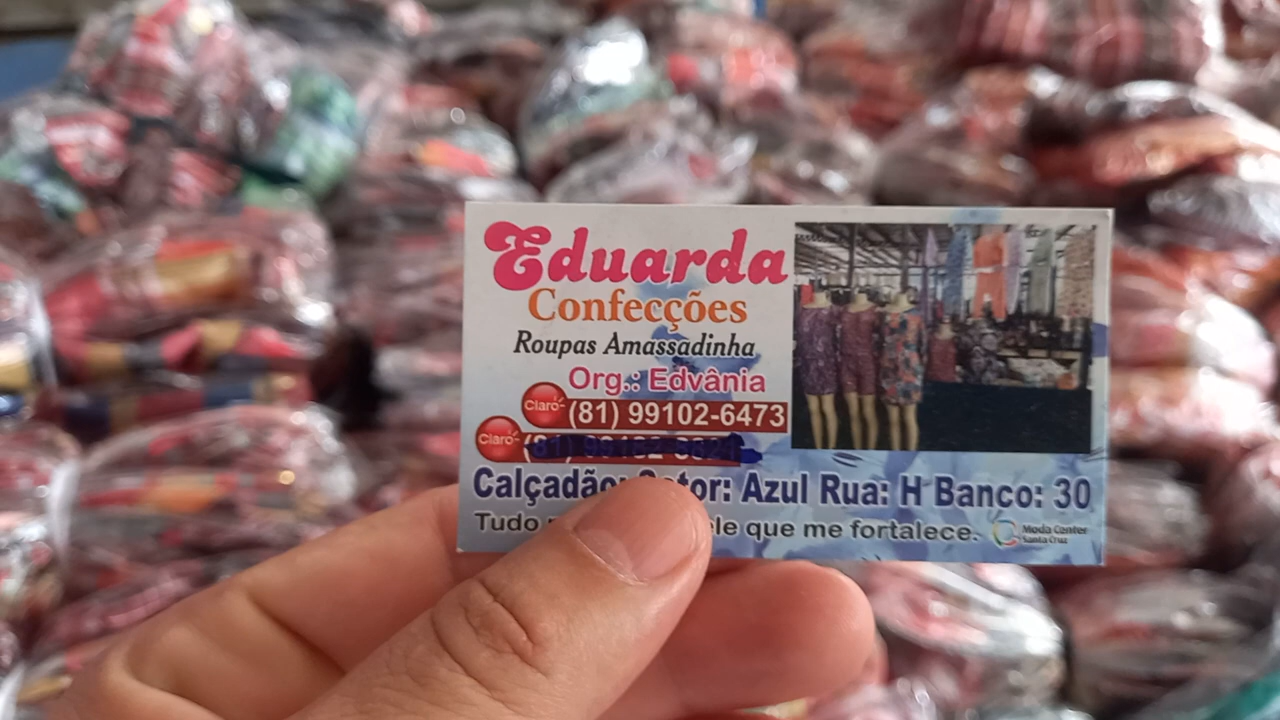 Eduarda
Confecções
Roupas Amassadinha
Org.: Edvânia
Claro (81) 99102-6473
Claro
Calçadão: Setor: Azul Rua: H Banco: 30
Tudo ele que me fortalece.
Moda Center
Santa Cruz